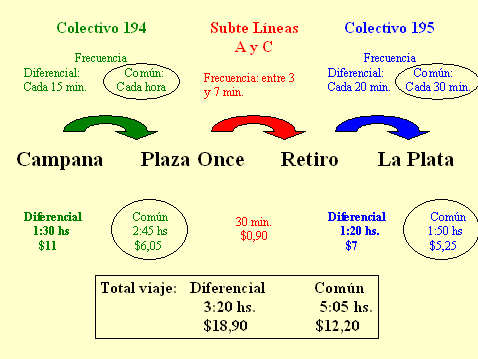 Colectivo 194
Frecuencia
Diferencial:
Cada 15 min.
Común:
Cada hora
Subte Lineas
A y C
Frecuencia: entre 3
y 7 min.
Colectivo 195
Frecuencia
Diferencial:
Cada 20 min.
Común:
Cada 30 min.
Campana Plaza Once Retiro La Plata
Diferencial
1:30 hs
$11
Común
2:45 hs
$6,05
30 min.
$0,90
Diferencial
1:20 hs.
$7
Común
1:50 hs
$5,25
Total viaje: Diferencial Común
3:20 hs. 5:05 hs.
$18,90 $12,20